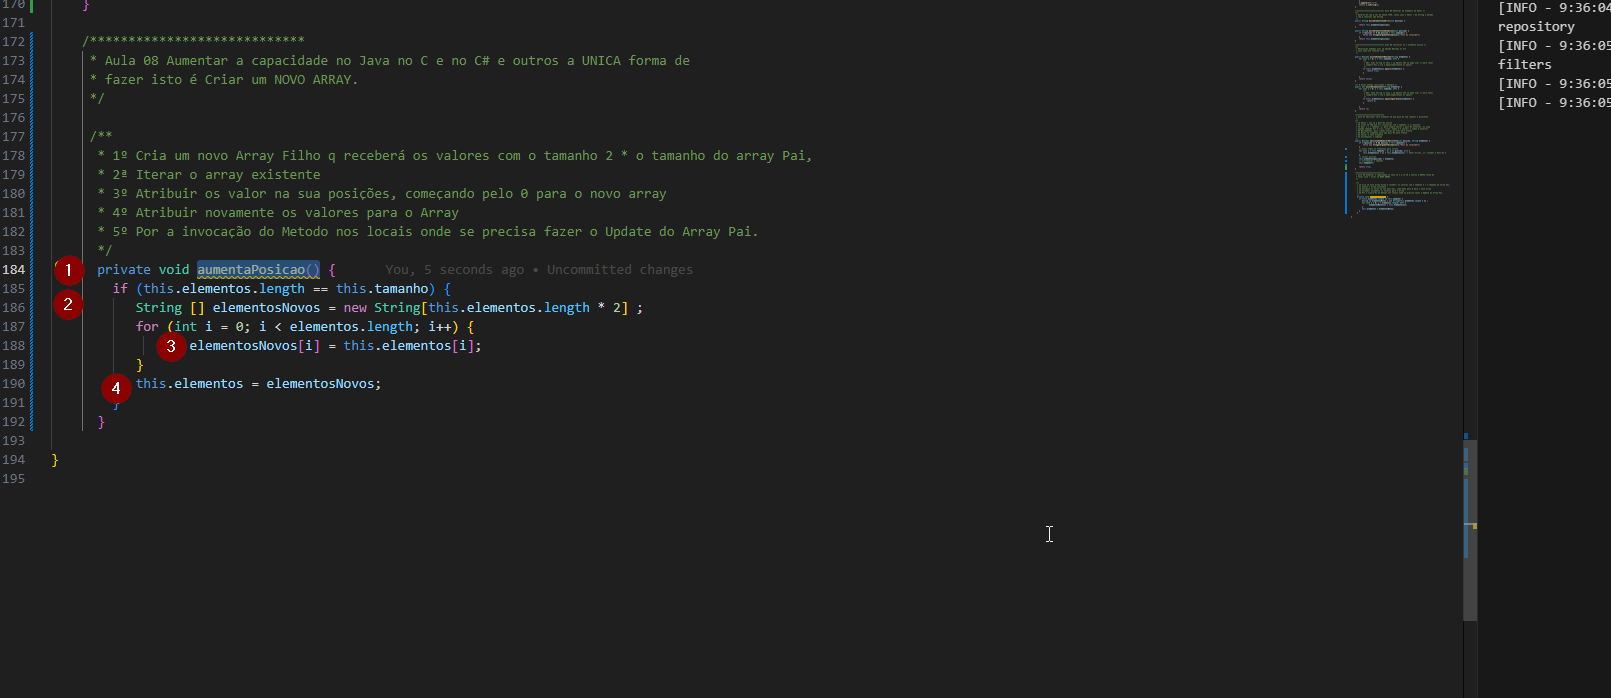 170 }
171
172 /****************************
173 * Aula 08 Aumentar a capacidade no Java no C e no C# e outros a UNICA forma de
174 * fazer isto é Criar um NOVO ARRAY.
175 */
176
177 /**
178 * 1º Cria um novo Array Filho q receberá os valores com o tamanho 2 * o tamanho do array Pai,
179 * 2ª Iterar o array existente
180 * 3º Atribuir os valor na sua posições, começando pelo 0 para o novo array
181 * 4º Atribuir novamente os valores para o Array
182 * 5º Por a invocação do Metodo nos locais onde se precisa fazer o Update do Array Pai.
183 */
184 1 private void aumentaPosicao() { You, 5 seconds ago • Uncommitted changes
185 if (this.elementos.length == this.tamanho) {
186 2 String [] elementosNovos = new String[this.elementos.length * 2] ;
187 for (int i = 0; i < elementos.length; i++) {
188 3 elementosNovos[i] = this.elementos[i];
189 }
190 4 this.elementos = elementosNovos;
191 }
192 }
193
194 }
195
[INFO - 9:36:04
repository
[INFO - 9:36:05
filters
[INFO - 9:36:05
[INFO - 9:36:05